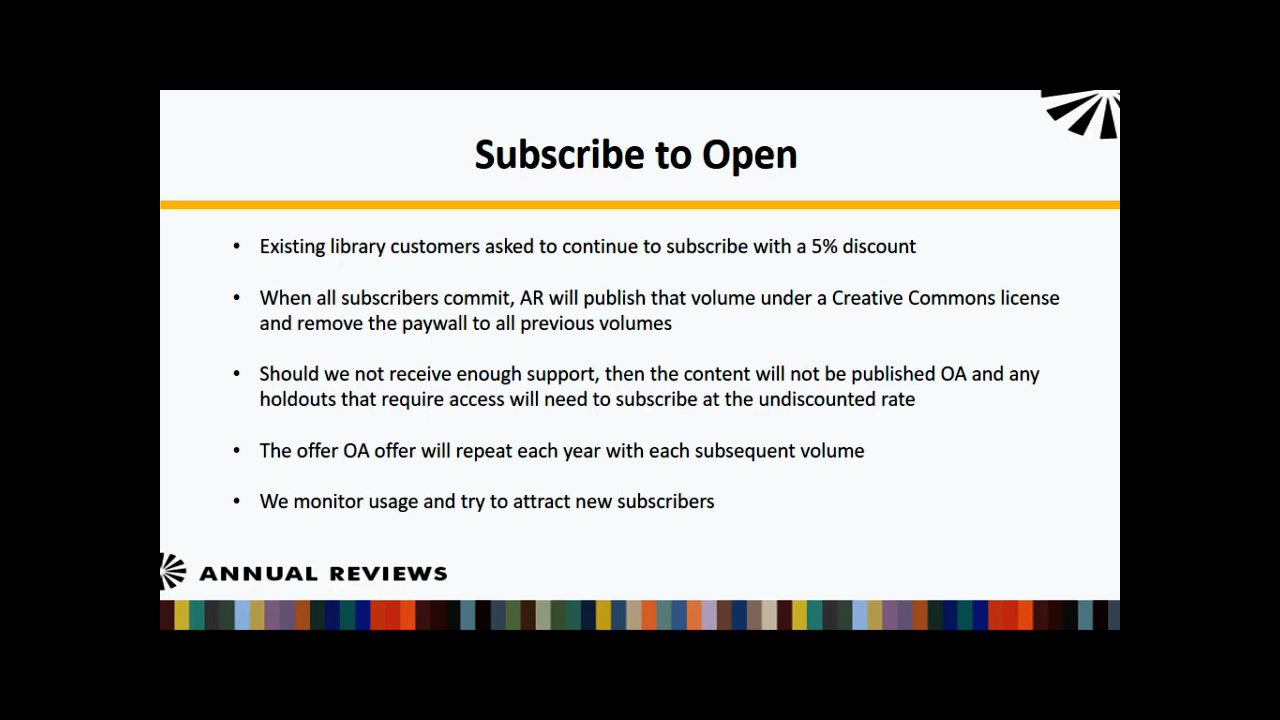 Subscribe to Open
• Existing library customers asked to continue to subscribe with a 5% discount
• When all subscribers commit, AR will publish that volume under a Creative Commons license
and remove the paywall to all previous volumes
• Should we not receive enough support, then the content will not be published OA and any
holdouts that require access will need to subscribe at the undiscounted rate
• The offer OA offer will repeat each year with each subsequent volume
• We monitor usage and try to attract new subscribers
ANNUAL REVIEWS